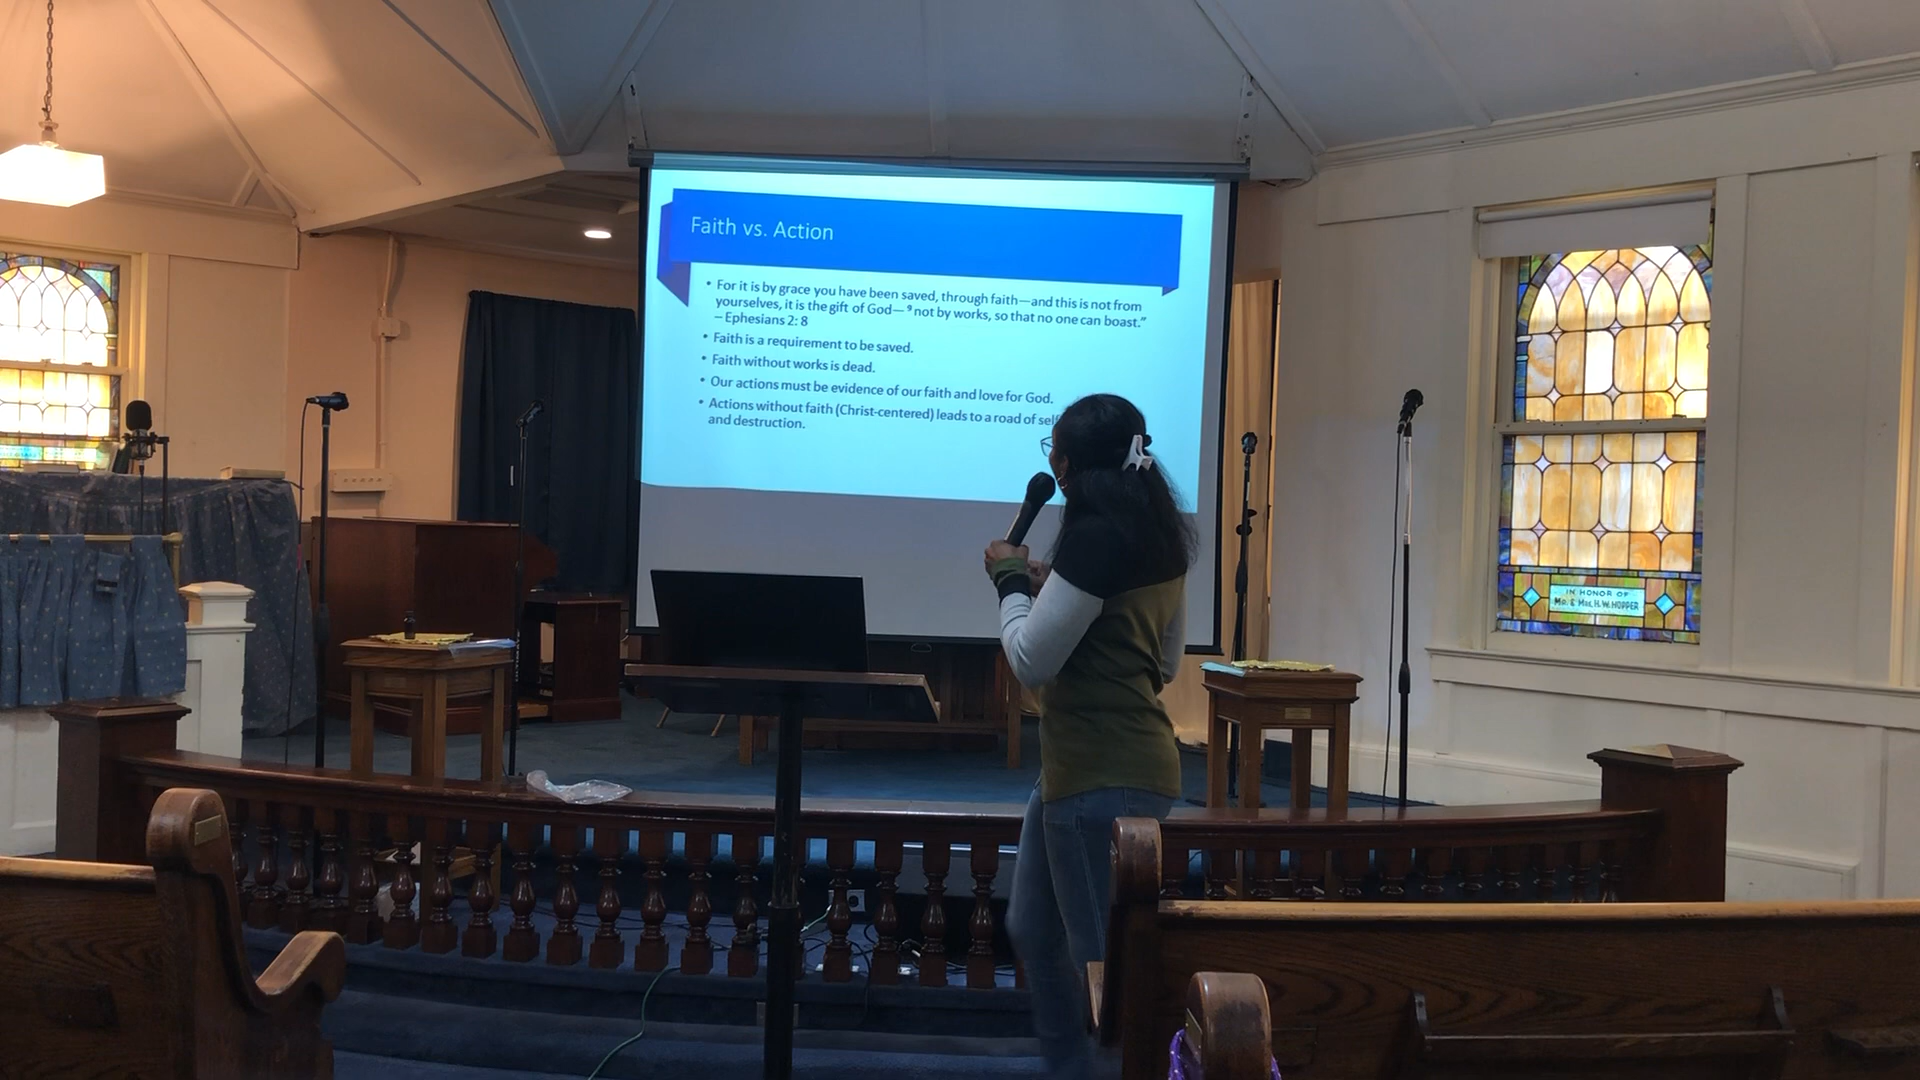 Faith vs. Action
• For it is by grace you have been saved, through faith—and this is not from
yourselves, it is the gift of God— ⁹ not by works, so that no one can boast.”
– Ephesians 2: 8
• Faith is a requirement to be saved.
• Faith without works is dead.
• Our actions must be evidence of our faith and love for God.
• Actions without faith (Christ-centered) leads to a road of self
and destruction.
IN HONOR OF
MR. & MRS. H. W. HOPPER